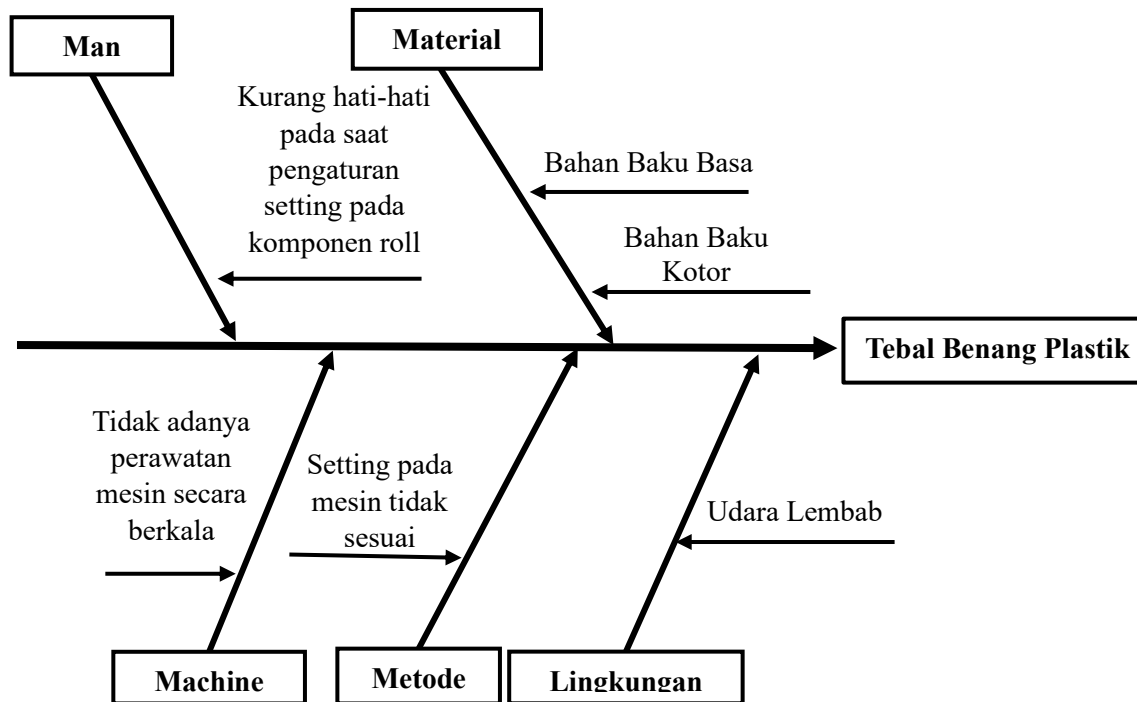 Man
Material
Kurang hati-hati
pada saat
pengaturan
setting pada
komponen roll
Bahan Baku Basa
Bahan Baku
Kotor
Tebal Benang Plastik
Tidak adanya
perawatan
mesin secara
berkala
Setting pada
mesin tidak
sesuai
Udara Lembab
Machine
Metode
Lingkungan